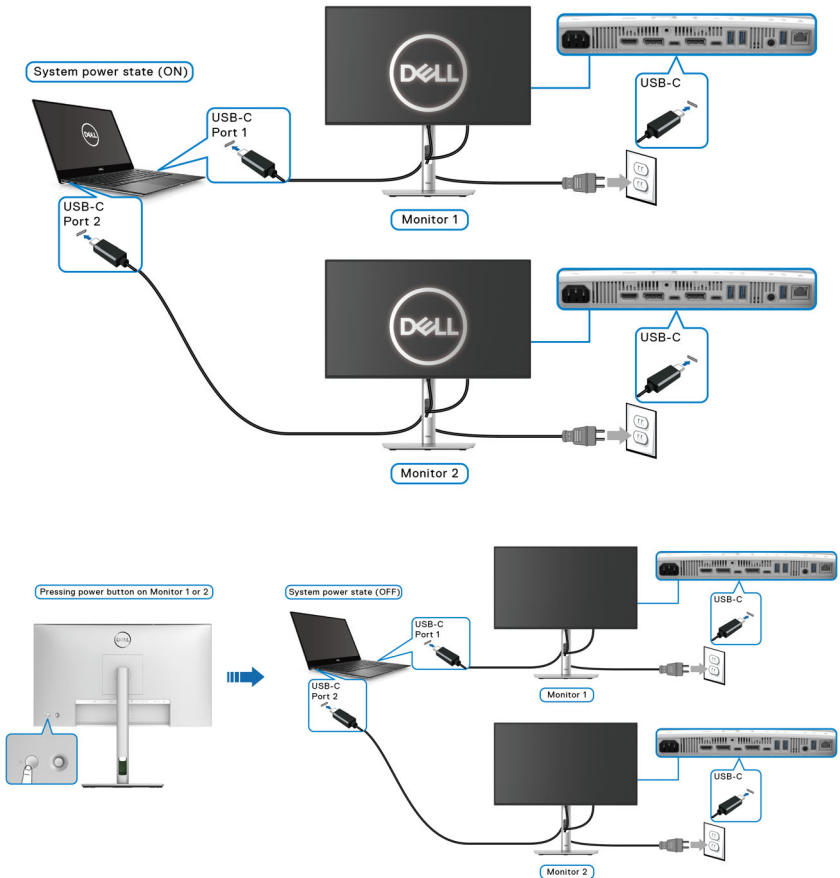 System power state (ON)
DELL
USB-C
Port 1
DELL
USB-C
Monitor 1
USB-C
Port 2
DELL
USB-C
Monitor 2
Pressing power button on Monitor 1 or 2
DELL
System power state (OFF)
USB-C
Port 1
USB-C
Monitor 1
USB-C
Port 2
USB-C
Monitor 2